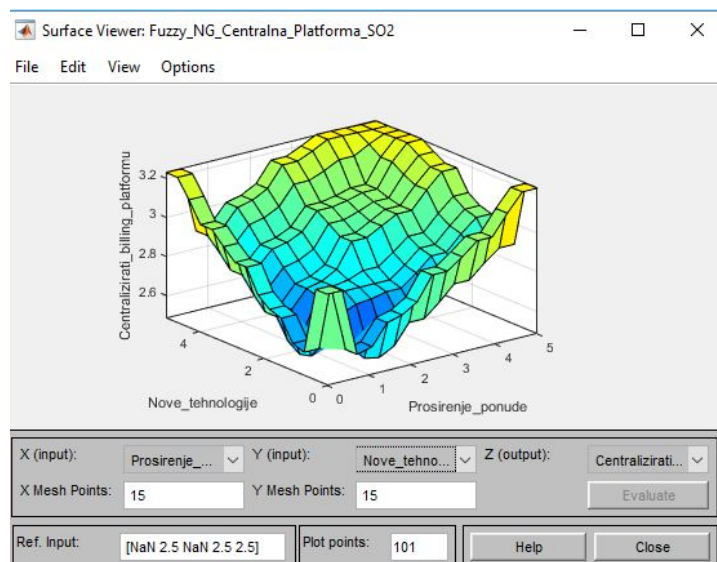 Surface Viewer: Fuzzy_NG_Centralna_Platforma_SO2
File Edit View Options
Centralizirati_billing_platformu
3.2
3
2.8
2.6
4
2
0
Nove_tehnologije
0
1
2
3
4
5
Prosirenje_ponude
X (input): Prosirenje_... Y (input): Nove_tehno... Z (output): Centralizirati...
X Mesh Points: 15 Y Mesh Points: 15 Evaluate
Ref. Input: [NaN 2.5 NaN 2.5 2.5] Plot points: 101 Help Close